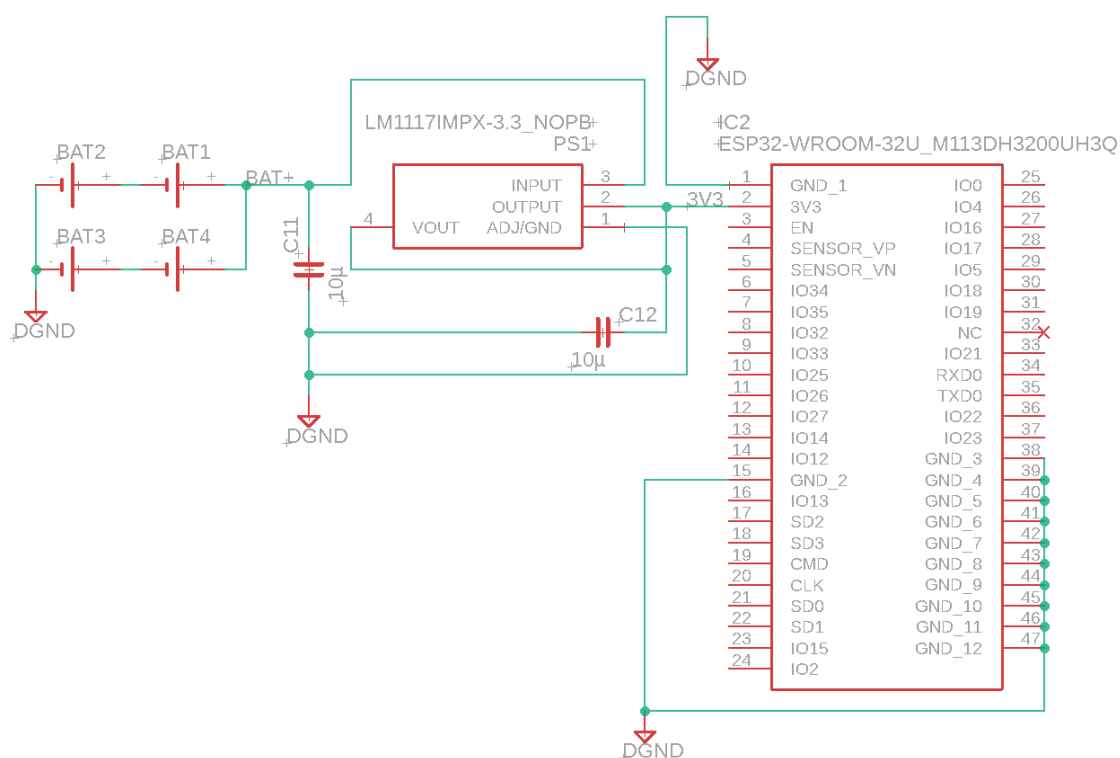 DGND
LM1117IMPX-3.3_NOPB
PS1
IC2
ESP32-WROOM-32U_M113DH3200UH3Q
BAT2
BAT1
- + - +
BAT+
BAT3
BAT4
- + - +
DGND
C11
10µ
INPUT 3
OUTPUT 2
4 VOUT ADJ/GND 1
3V3
C12
10µ
DGND
1 GND_1 IO0 25
2 3V3 IO4 26
3 EN IO16 27
4 SENSOR_VP IO17 28
5 SENSOR_VN IO5 29
6 IO34 IO18 30
7 IO35 IO19 31
8 IO32 NC 32
9 IO33 IO21 33
10 IO25 RXD0 34
11 IO26 TXD0 35
12 IO27 IO22 36
13 IO14 IO23 37
14 IO12 GND_3 38
15 GND_2 GND_4 39
16 IO13 GND_5 40
17 SD2 GND_6 41
18 SD3 GND_7 42
19 CMD GND_8 43
20 CLK GND_9 44
21 SD0 GND_10 45
22 SD1 GND_11 46
23 IO15 GND_12 47
24 IO2
DGND